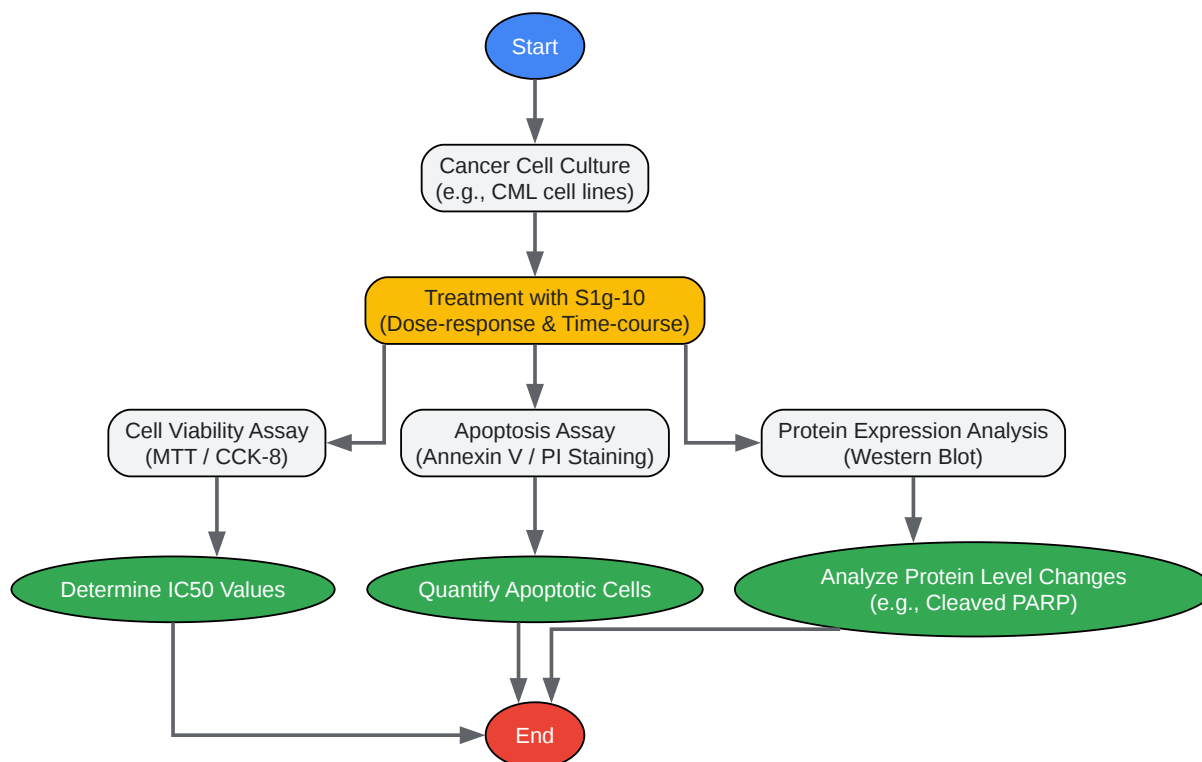 Start
Cancer Cell Culture
(e.g., CML cell lines)
Treatment with S1g-10
(Dose-response & Time-course)
Cell Viability Assay
(MTT / CCK-8)
Apoptosis Assay
(Annexin V / PI Staining)
Protein Expression Analysis
(Western Blot)
Determine IC50 Values
Quantify Apoptotic Cells
Analyze Protein Level Changes
(e.g., Cleaved PARP)
End